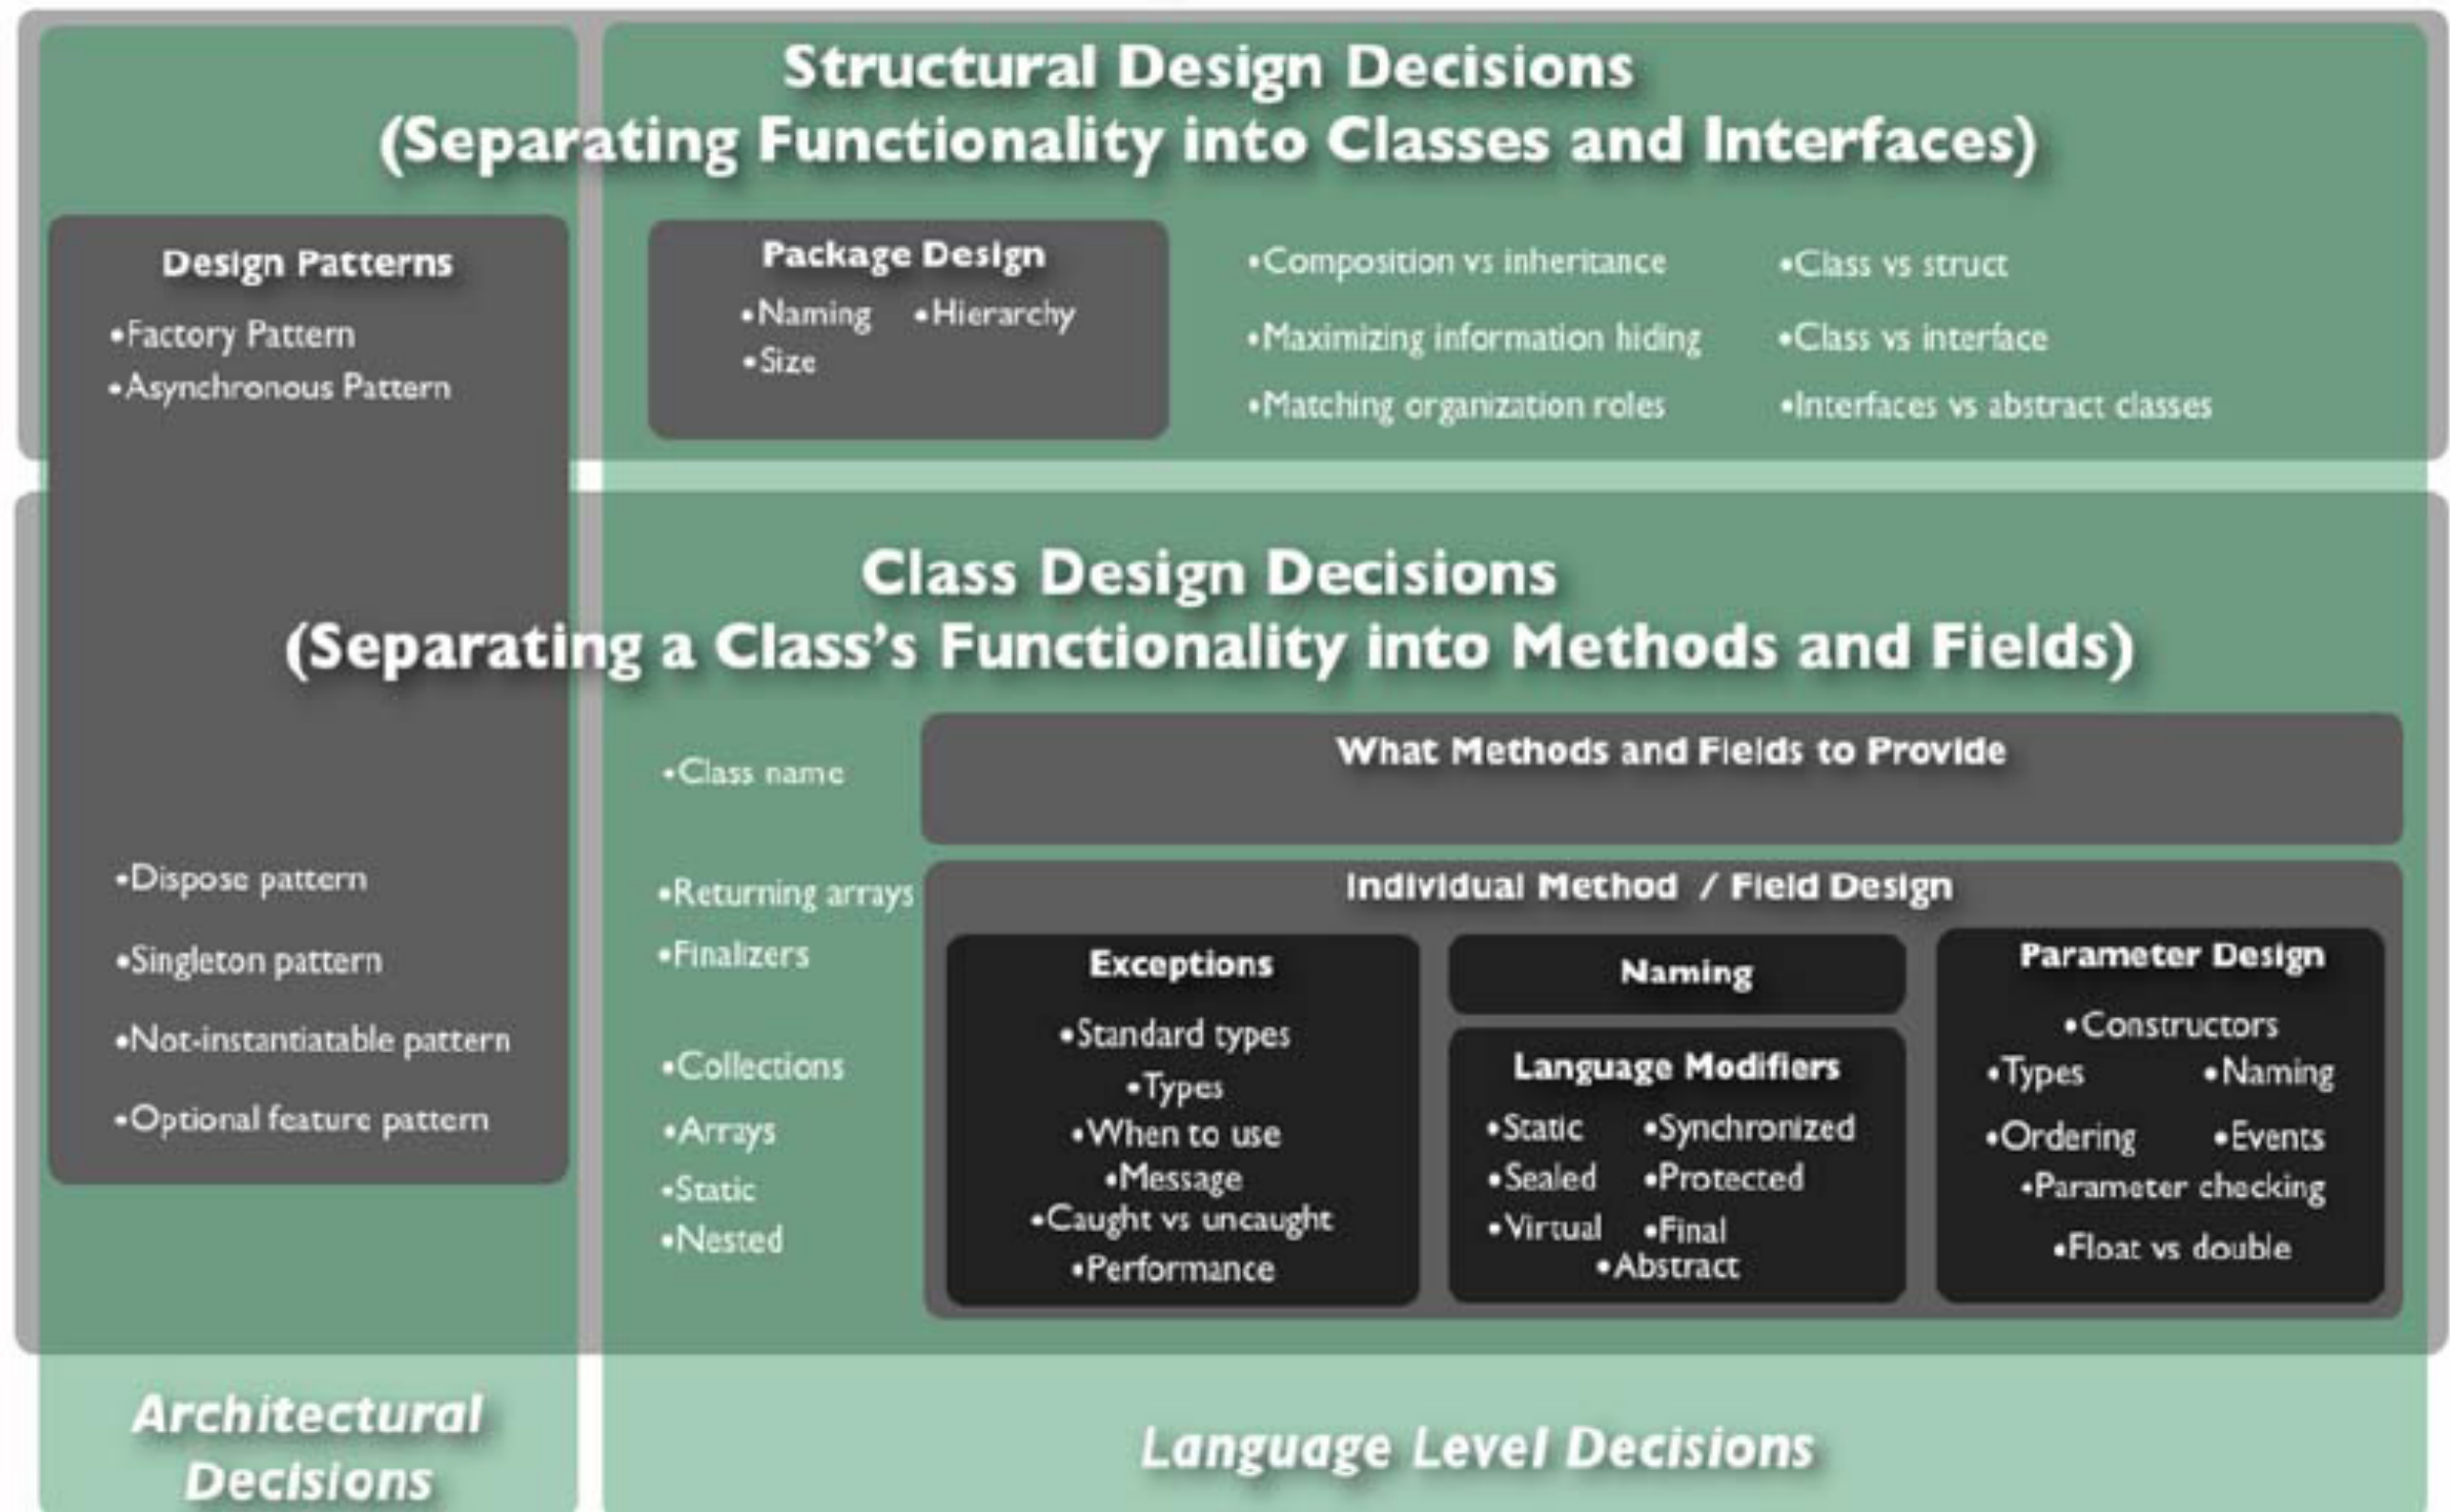 Structural Design Decisions
(Separating Functionality into Classes and Interfaces)
Design Patterns
•Factory Pattern
•Asynchronous Pattern
Package Design
•Naming •Hierarchy
•Size
•Composition vs inheritance
•Maximizing information hiding
•Matching organization roles
•Class vs struct
•Class vs interface
•Interfaces vs abstract classes
Class Design Decisions
(Separating a Class's Functionality into Methods and Fields)
•Dispose pattern
•Singleton pattern
•Not-instantiatable pattern
•Optional feature pattern
•Class name
•Returning arrays
•Finalizers
•Collections
•Arrays
•Static
•Nested
What Methods and Fields to Provide
Individual Method / Field Design
Exceptions
•Standard types
•Types
•When to use
•Message
•Caught vs uncaught
•Performance
Naming
Language Modifiers
•Static •Synchronized
•Sealed •Protected
•Virtual •Final
•Abstract
Parameter Design
•Constructors
•Types •Naming
•Ordering •Events
•Parameter checking
•Float vs double
Architectural
Decisions
Language Level Decisions